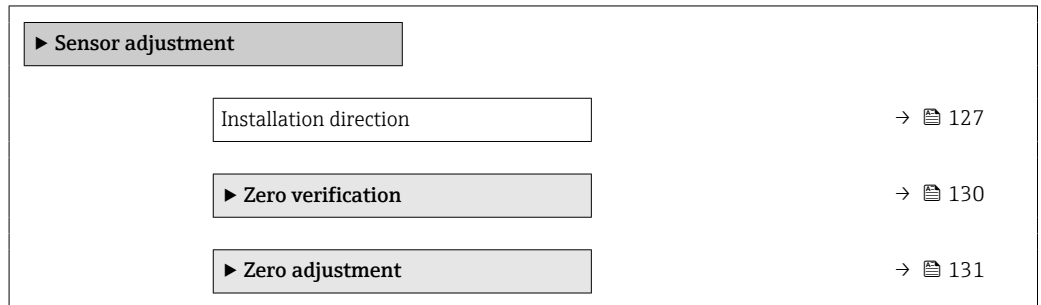 ► Sensor adjustment
Installation direction → 127
► Zero verification → 130
► Zero adjustment → 131